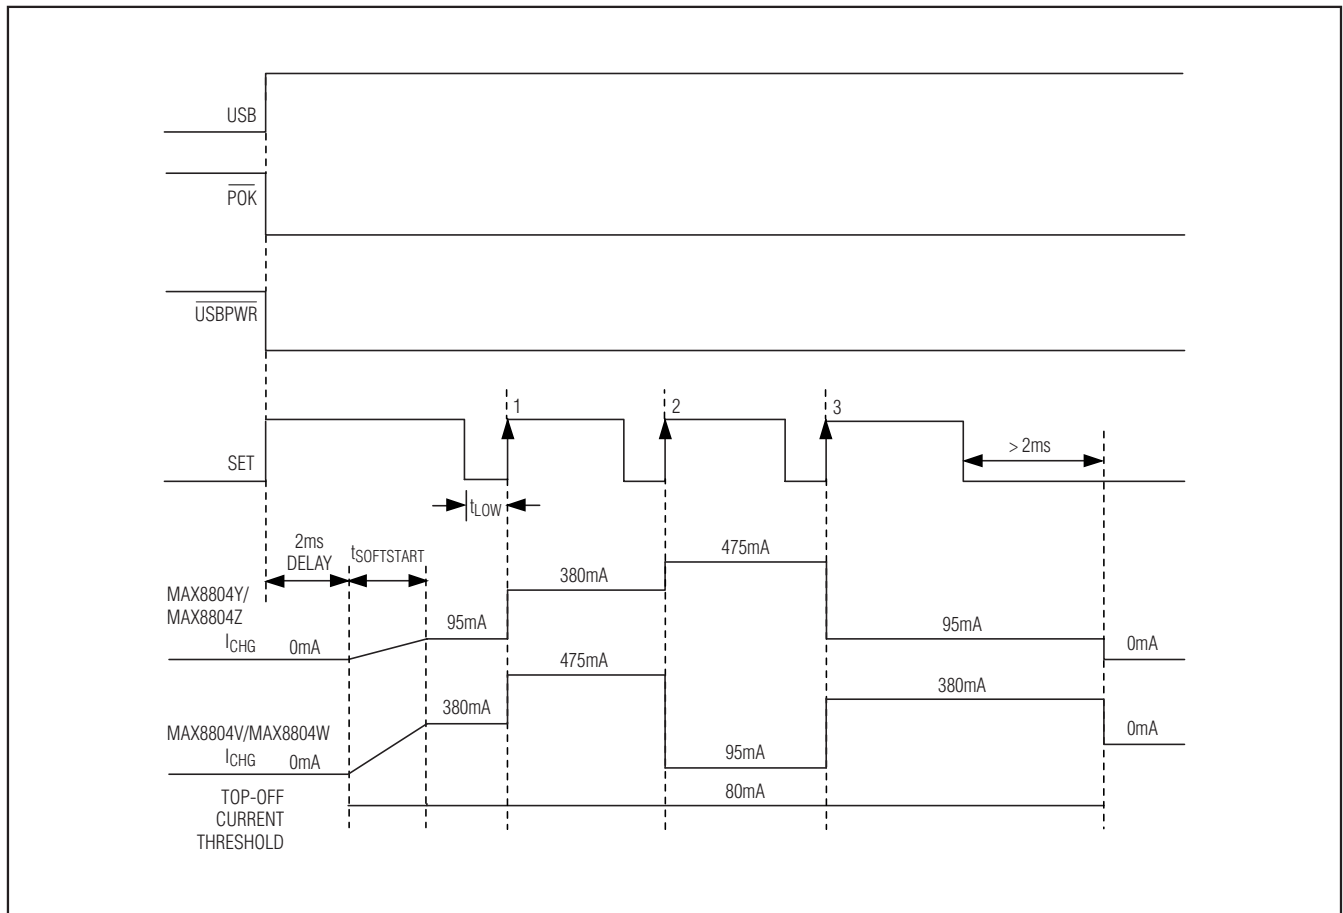 USB
POK
USBPWR
SET
1
2
3
> 2ms
tLOW
2ms
DELAY
tSOFTSTART
MAX8804Y/
MAX8804Z
ICHG
0mA
95mA
380mA
475mA
95mA
0mA
MAX8804V/MAX8804W
ICHG
0mA
380mA
475mA
95mA
380mA
0mA
TOP-OFF
CURRENT
THRESHOLD
80mA